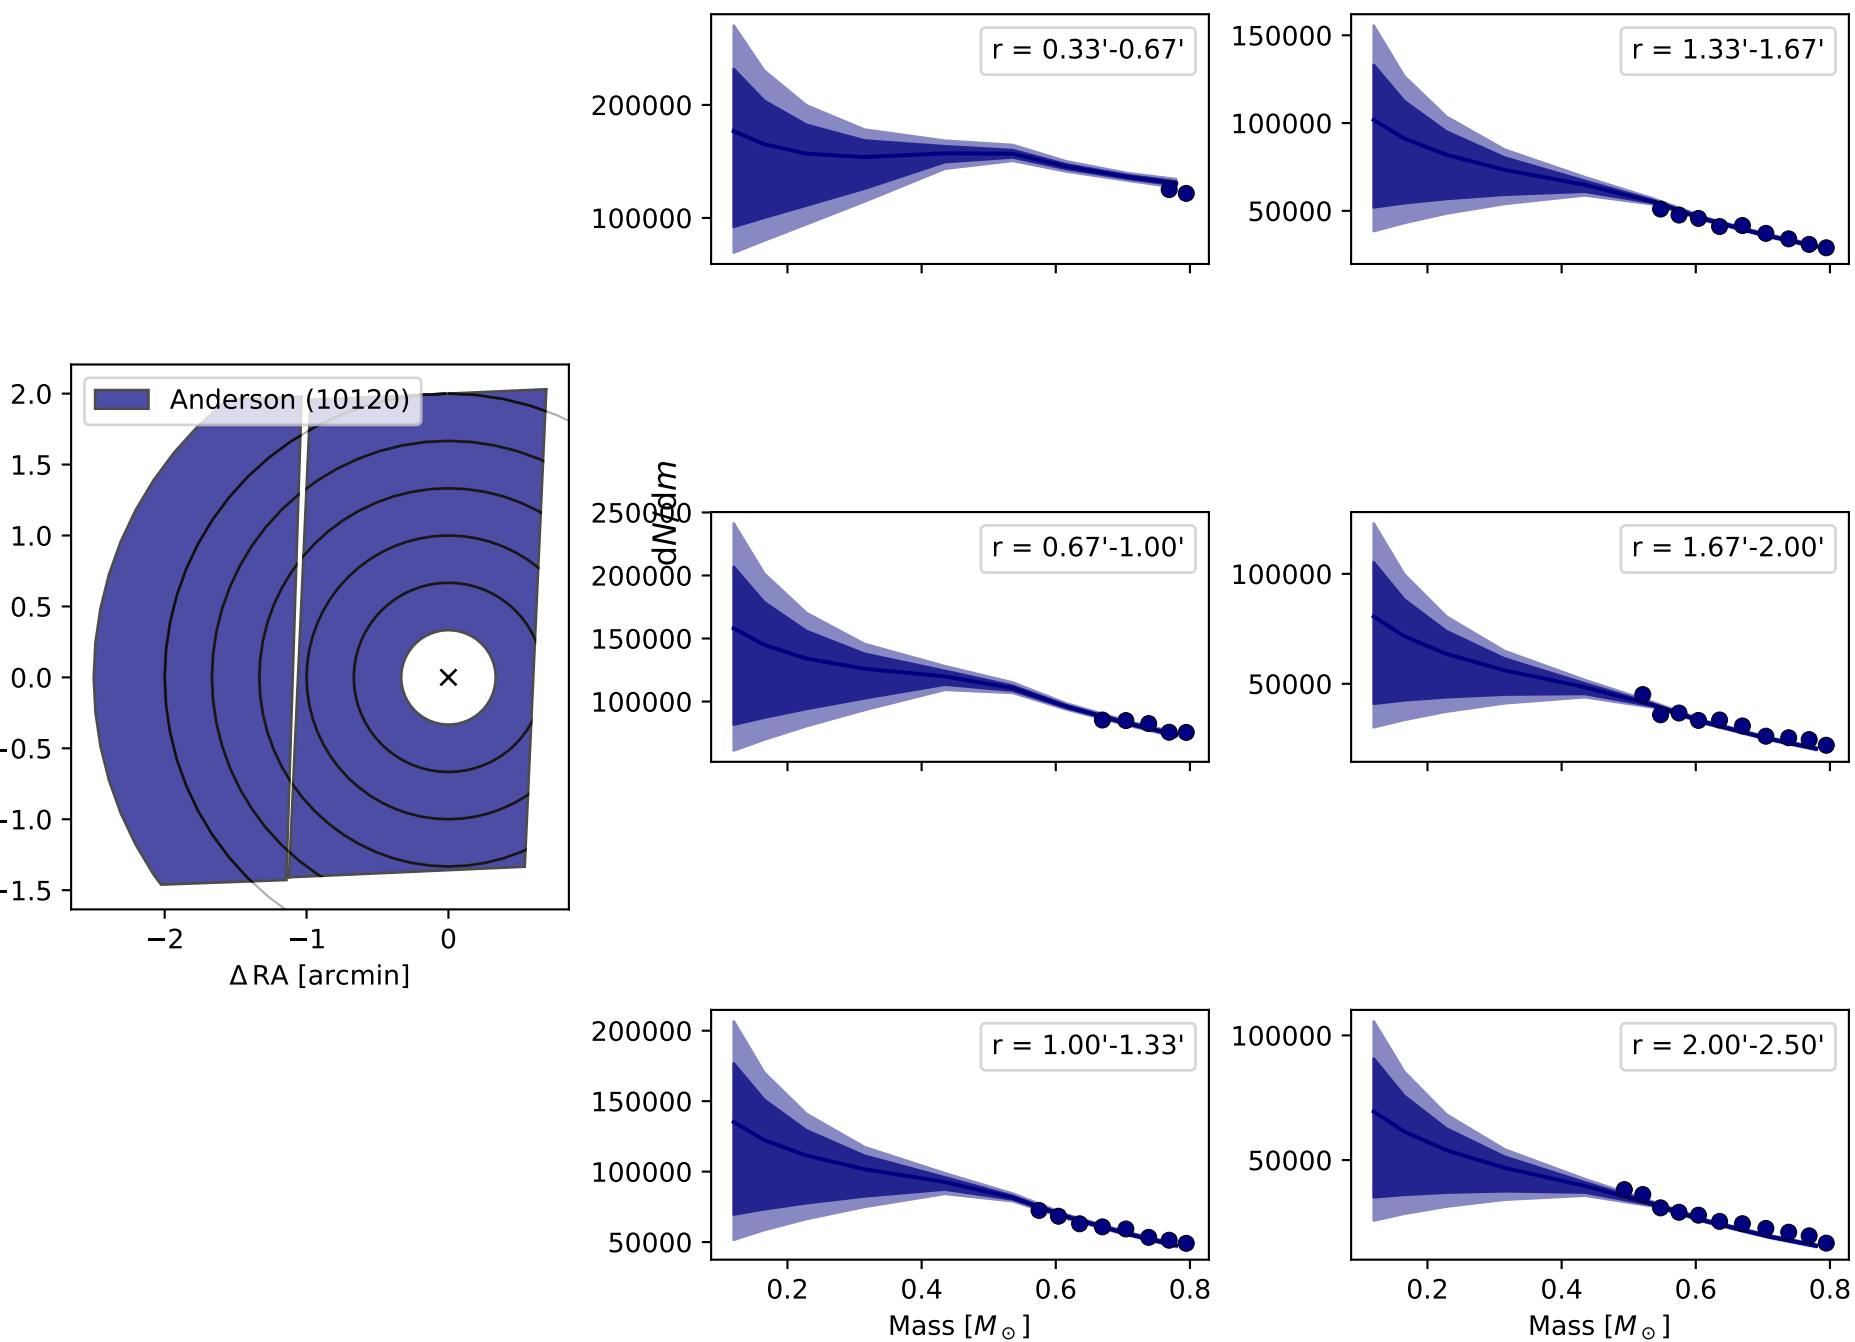 r = 0.33'-0.67'
200000
100000
r = 1.33'-1.67'
150000
100000
50000
Anderson (10120)
2.0
1.5
1.0
0.5
0.0
−0.5
−1.0
−1.5
−2 −1 0
Δ RA [arcmin]
dN/dm
r = 0.67'-1.00'
250000
200000
150000
100000
r = 1.67'-2.00'
100000
50000
r = 1.00'-1.33'
200000
150000
100000
50000
0.2 0.4 0.6 0.8
Mass [M⊙]
r = 2.00'-2.50'
100000
50000
0.2 0.4 0.6 0.8
Mass [M⊙]